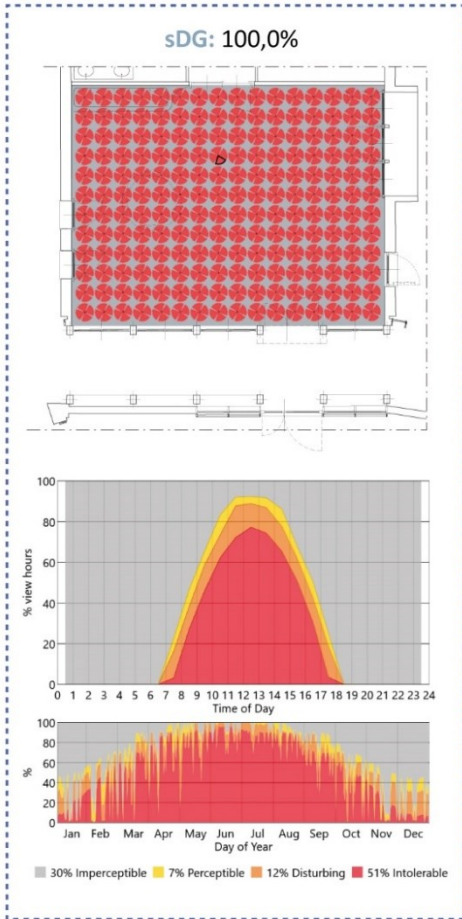 sDG: 100,0%
100
80
60
40
20
0
% view hours
0 1 2 3 4 5 6 7 8 9 10 11 12 13 14 15 16 17 18 19 20 21 22 23 24
Time of Day
100
80
60
40
20
0
%
Jan Feb Mar Apr May Jun Jul Aug Sep Oct Nov Dec
Day of Year
30% Imperceptible 7% Perceptible 12% Disturbing 51% Intolerable